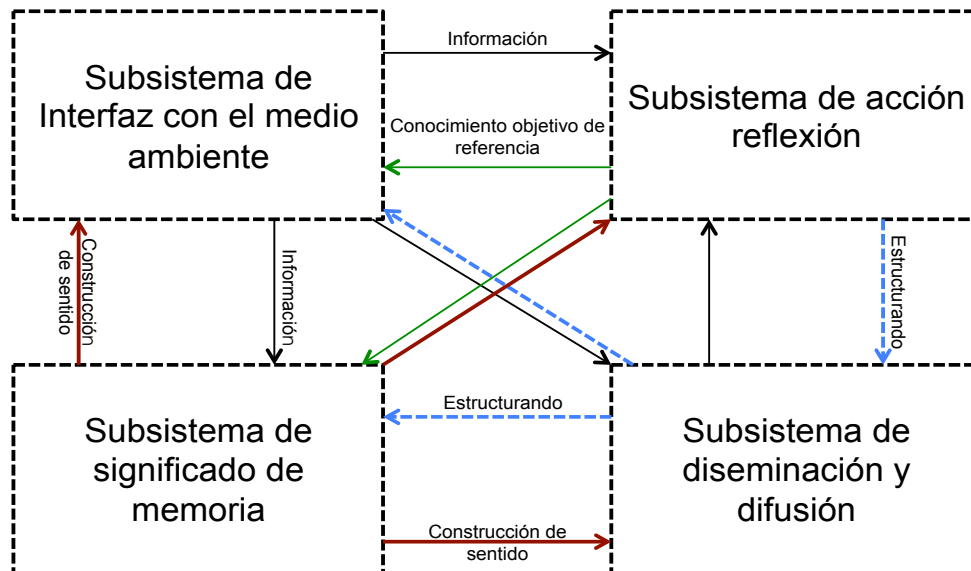 Subsistema de
Interfaz con el medio
ambiente
Información
Conocimiento objetivo de
referencia
Subsistema de acción
reflexión
Construcción
de sentido
Información
Estructurando
Subsistema de
significado de
memoria
Estructurando
Construcción de
sentido
Subsistema de
diseminación y
difusión